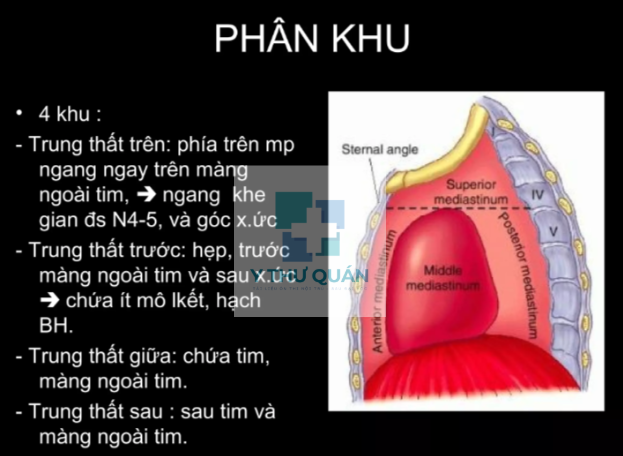 PHÂN KHU
• 4 khu :
- Trung thất trên: phía trên mp
ngang ngay trên màng
ngoài tim, ➔ ngang khe
gian đs N4-5, và góc x.ức
- Trung thất trước: hẹp, trước
màng ngoài tim và sau x.ức
➔ chứa ít mô lkết, hạch
BH.
- Trung thất giữa: chứa tim,
màng ngoài tim.
- Trung thất sau : sau tim và
màng ngoài tim.
Sternal angle
I
Superior
mediastinum
IV
V
Middle
mediastinum
Anterior mediastinum
Posterior mediastinum
Y THƯ QUÁN